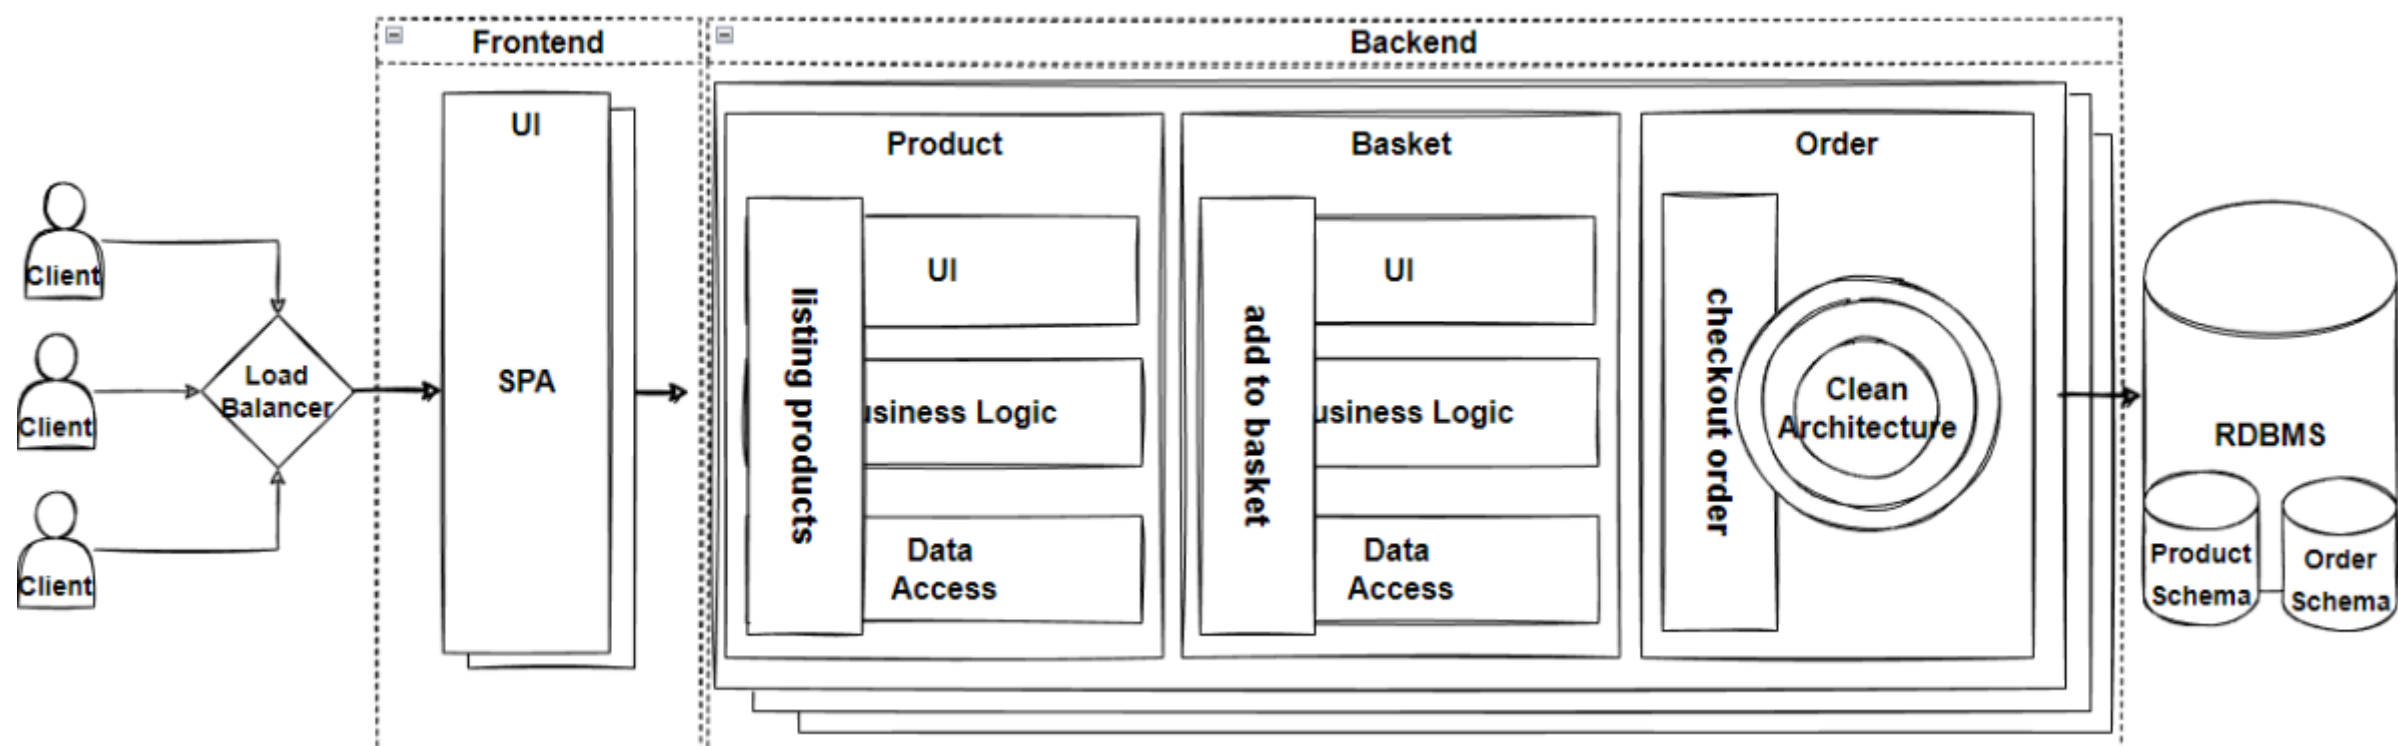 Frontend
Backend
UI
SPA
Client
Client
Client
Load
Balancer
Product
listing products
UI
usiness Logic
Data
Access
Basket
add to basket
UI
usiness Logic
Data
Access
Order
checkout order
Clean
Architecture
RDBMS
Product
Schema
Order
Schema